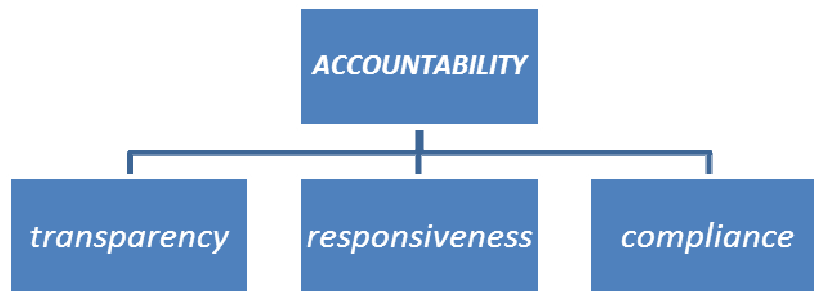 ACCOUNTABILITY
transparency
responsiveness
compliance